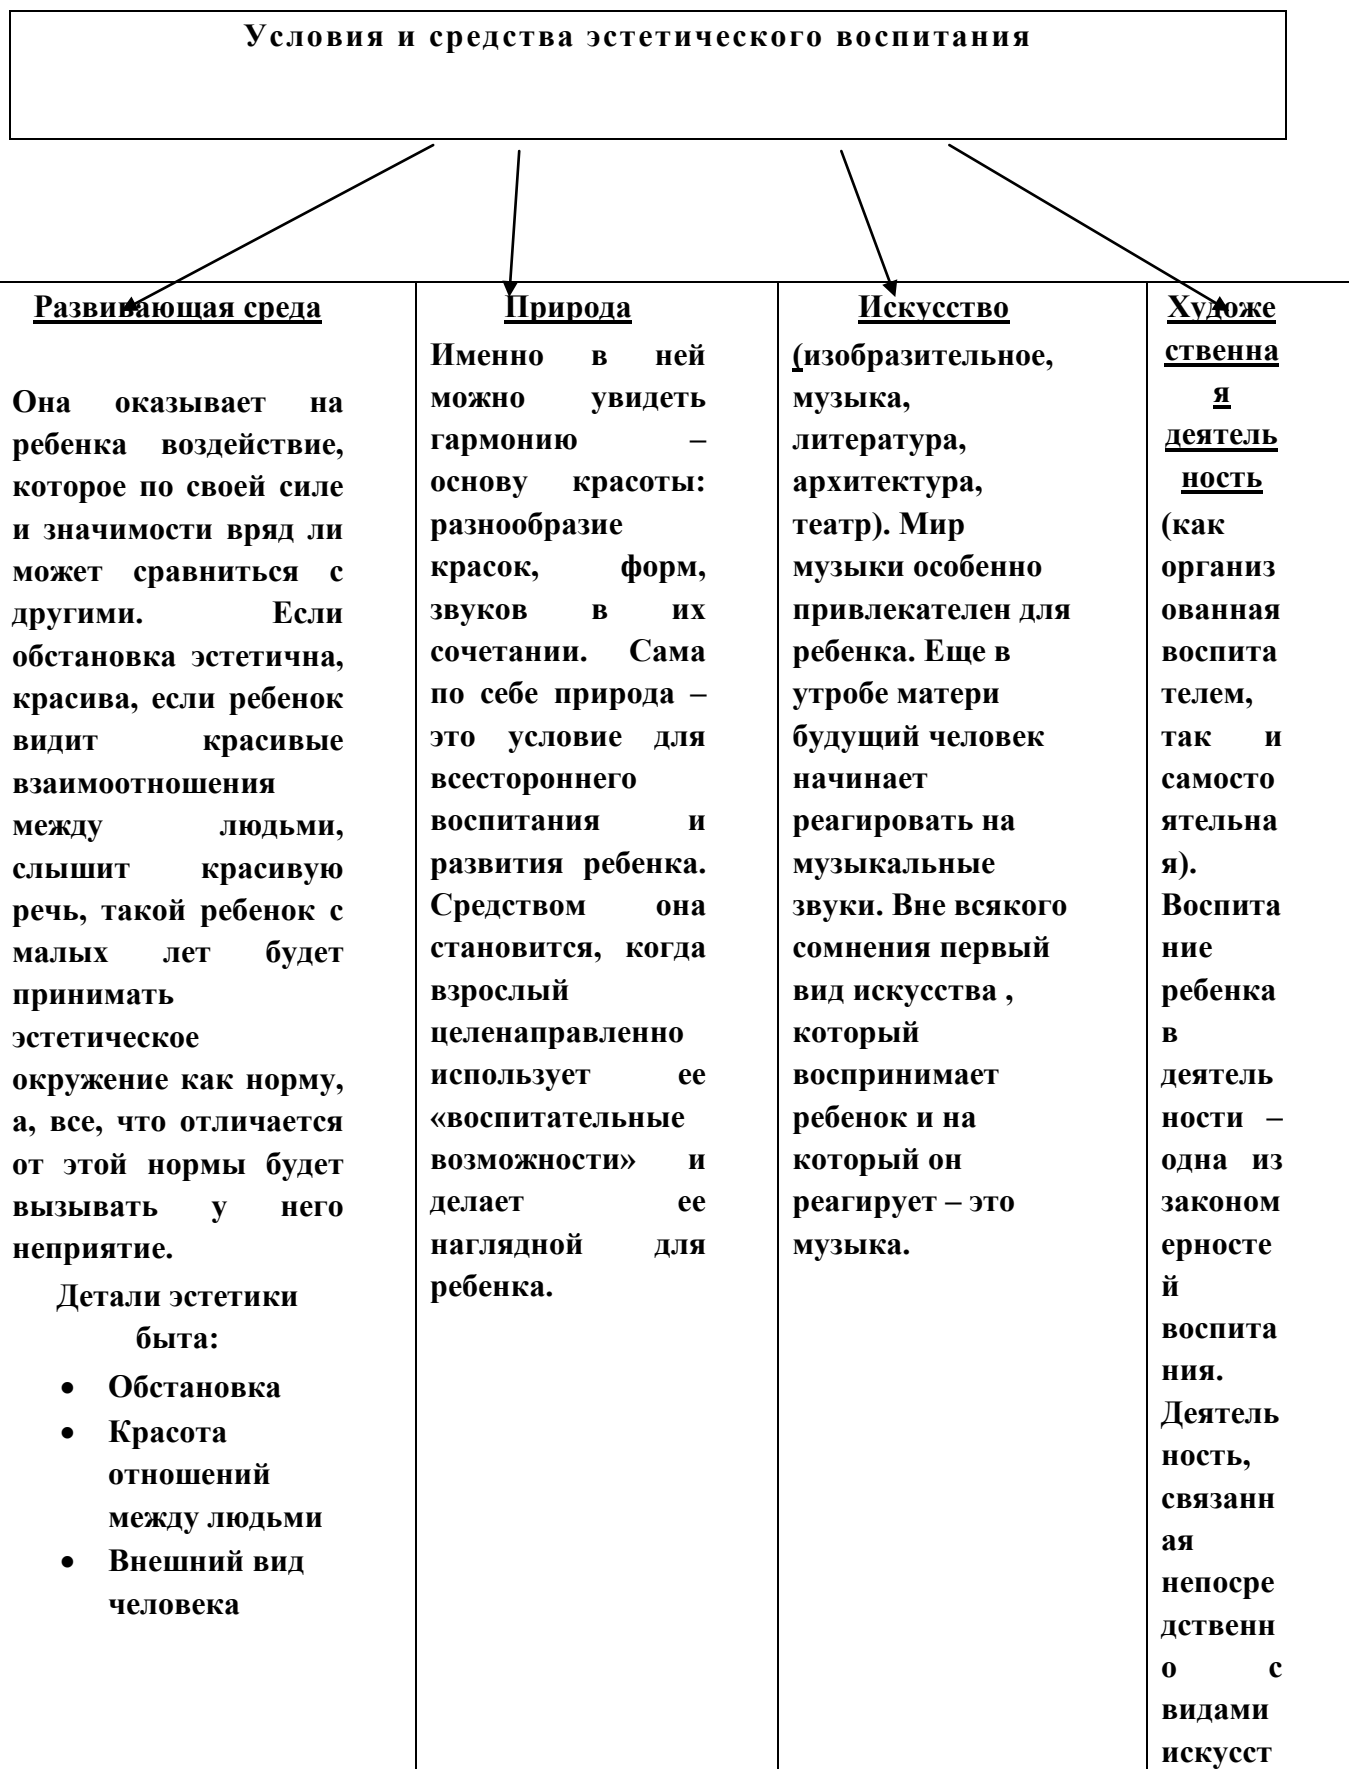 Условия и средства эстетического воспитания
Развивающая среда
Она оказывает на
ребенка воздействие,
которое по своей силе
и значимости вряд ли
может сравниться с
другими. Если
обстановка эстетична,
красива, если ребенок
видит красивые
взаимоотношения
между людьми,
слышит красивую
речь, такой ребенок с
малых лет будет
принимать
эстетическое
окружение как норму,
а, все, что отличается
от этой нормы будет
вызывать у него
неприятие.
Детали эстетики
быта:
• Обстановка
• Красота
отношений
между людьми
• Внешний вид
человека
Природа
Именно в ней
можно увидеть
гармонию –
основу красоты:
разнообразие
красок, форм,
звуков в их
сочетании. Сама
по себе природа –
это условие для
всестороннего
воспитания и
развития ребенка.
Средством она
становится, когда
взрослый
целенаправленно
использует ее
«воспитательные
возможности» и
делает ее
наглядной для
ребенка.
Искусство
(изобразительное,
музыка,
литература,
архитектура,
театр). Мир
музыки особенно
привлекателен для
ребенка. Еще в
утробе матери
будущий человек
начинает
реагировать на
музыкальные
звуки. Вне всякого
сомнения первый
вид искусства ,
который
воспринимает
ребенок и на
который он
реагирует – это
музыка.
Художе
ственна
я
деятель
ность
(как
организ
ованная
воспита
телем,
так и
самосто
ятельна
я).
Воспита
ние
ребенка
в
деятель
ности –
одна из
законом
ерносте
й
воспита
ния.
Деятель
ность,
связанн
ая
непосре
дственн
о с
видами
искусст